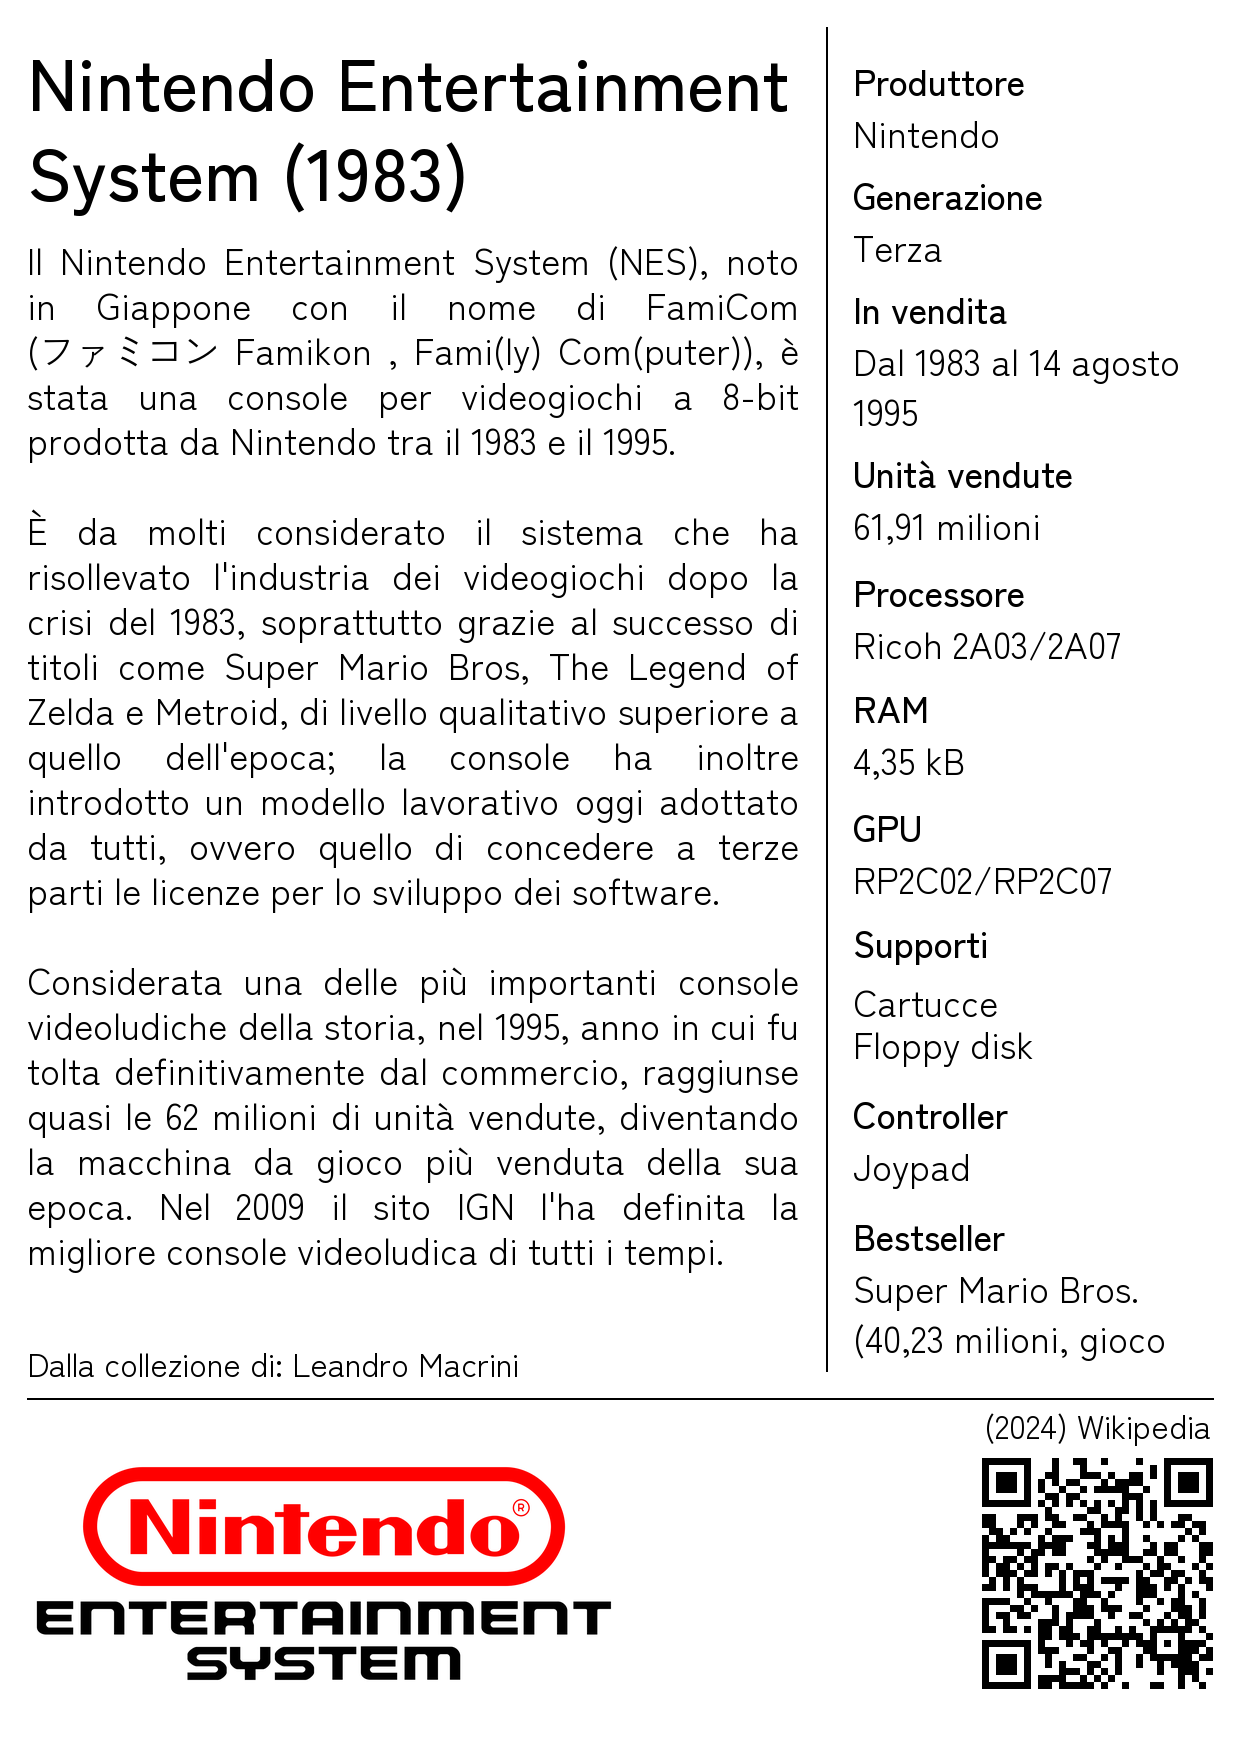 Nintendo Entertainment
System (1983)
Il Nintendo Entertainment System (NES), noto
in Giappone con il nome di FamiCom
(ファミコン Famikon , Fami(ly) Com(puter)), è
stata una console per videogiochi a 8-bit
prodotta da Nintendo tra il 1983 e il 1995.
È da molti considerato il sistema che ha
risollevato l'industria dei videogiochi dopo la
crisi del 1983, soprattutto grazie al successo di
titoli come Super Mario Bros, The Legend of
Zelda e Metroid, di livello qualitativo superiore a
quello dell'epoca; la console ha inoltre
introdotto un modello lavorativo oggi adottato
da tutti, ovvero quello di concedere a terze
parti le licenze per lo sviluppo dei software.
Considerata una delle più importanti console
videoludiche della storia, nel 1995, anno in cui fu
tolta definitivamente dal commercio, raggiunse
quasi le 62 milioni di unità vendute, diventando
la macchina da gioco più venduta della sua
epoca. Nel 2009 il sito IGN l'ha definita la
migliore console videoludica di tutti i tempi.
Dalla collezione di: Leandro Macrini
Produttore
Nintendo
Generazione
Terza
In vendita
Dal 1983 al 14 agosto
1995
Unità vendute
61,91 milioni
Processore
Ricoh 2A03/2A07
RAM
4,35 kB
GPU
RP2C02/RP2C07
Supporti
Cartucce
Floppy disk
Controller
Joypad
Bestseller
Super Mario Bros.
(40,23 milioni, gioco
(2024) Wikipedia
Nintendo®
ENTERTAINMENT
SYSTEM